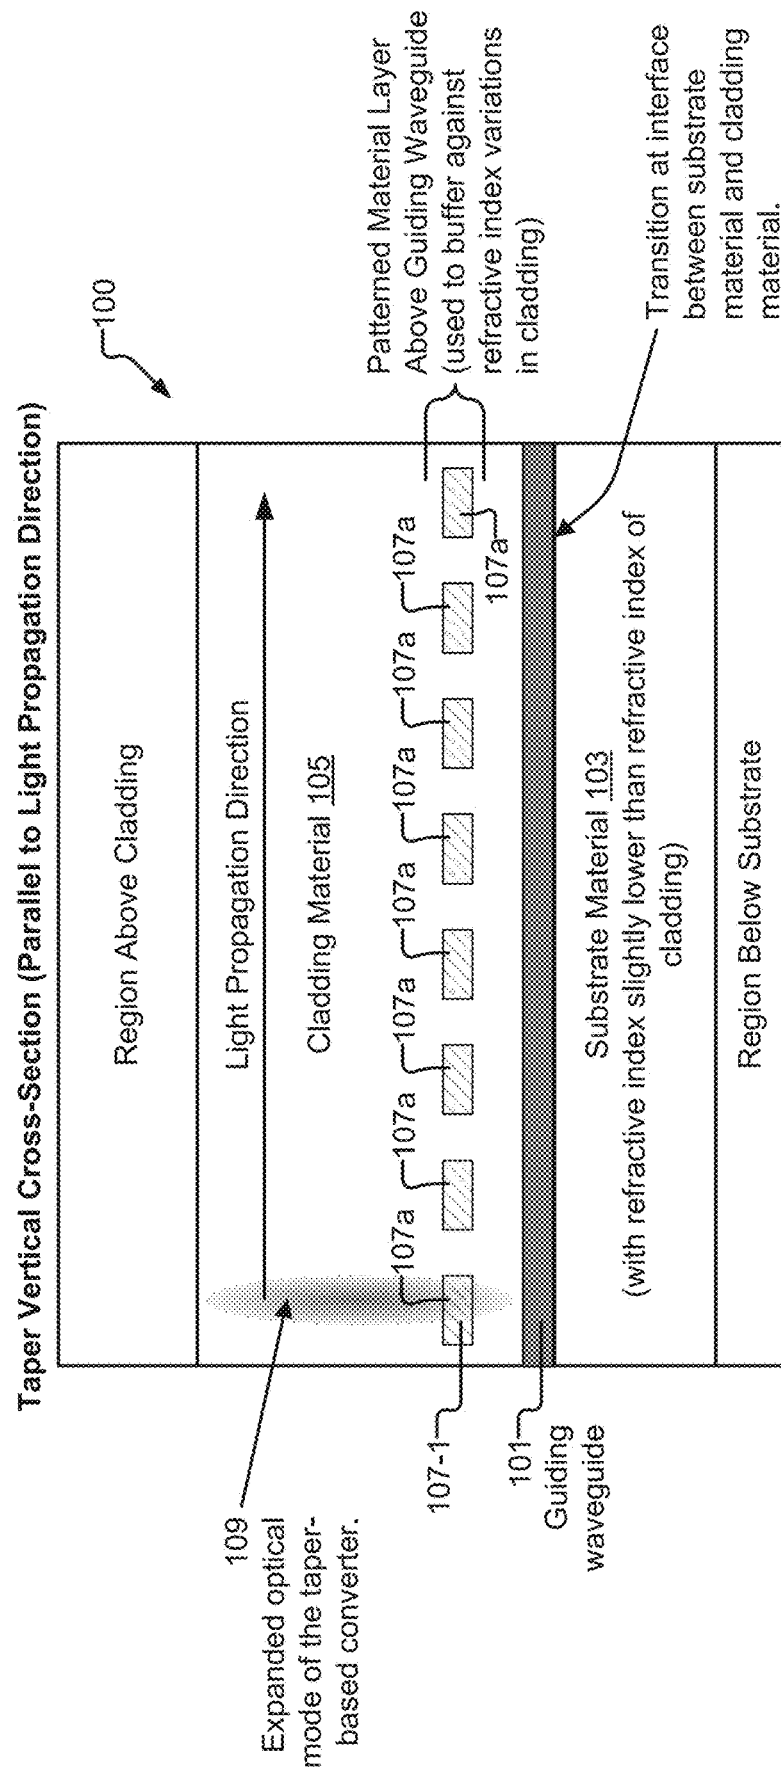 Taper Vertical Cross-Section (Parallel to Light Propagation Direction)
100
Region Above Cladding
Light Propagation Direction
Cladding Material 105
109
Expanded optical
mode of the taper-
based converter.
107a
107a
107a
107a
107a
107a
107a
107a
Patterned Material Layer
Above Guiding Waveguide
(used to buffer against
refractive index variations
in cladding)
107-1
101
Guiding
waveguide
Substrate Material 103
(with refractive index slightly lower than refractive index of
cladding)
Transition at interface
between substrate
material and cladding
material.
Region Below Substrate